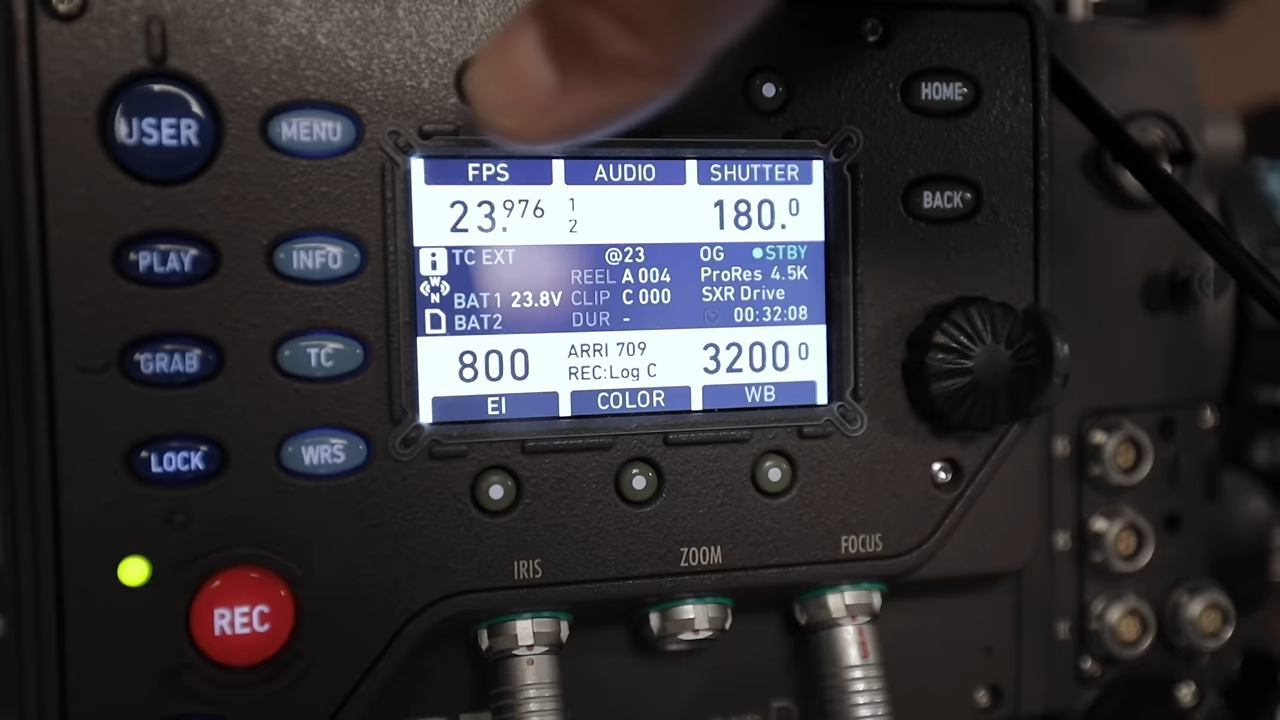 USER
MENU
HOME
FPS AUDIO SHUTTER
23.976 1 180.0
2
BACK
PLAY
INFO
TC EXT @23 OG STBY
REEL A 004 ProRes 4.5K
W
N
BAT1 23.8V CLIP C 000 SXR Drive
BAT2 DUR - 00:32:08
GRAB
TC
800 ARRI 709 3200 0
REC:Log C
EI COLOR WB
LOCK
WRS
IRIS ZOOM FOCUS
REC